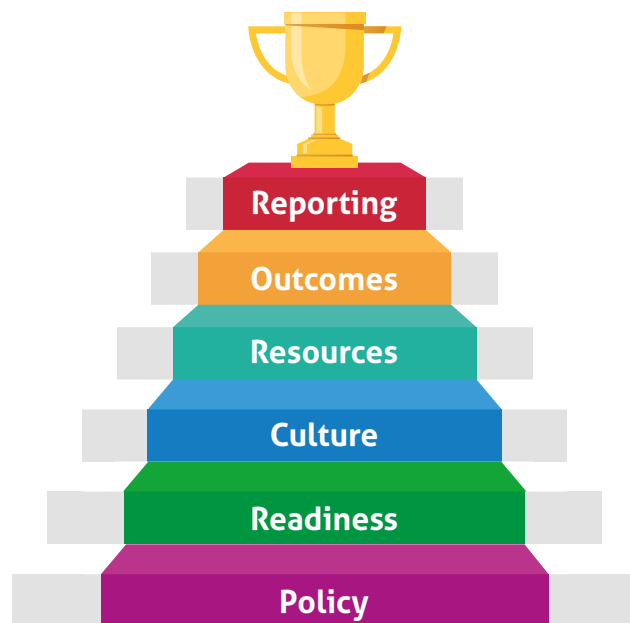 Reporting
Outcomes
Resources
Culture
Readiness
Policy